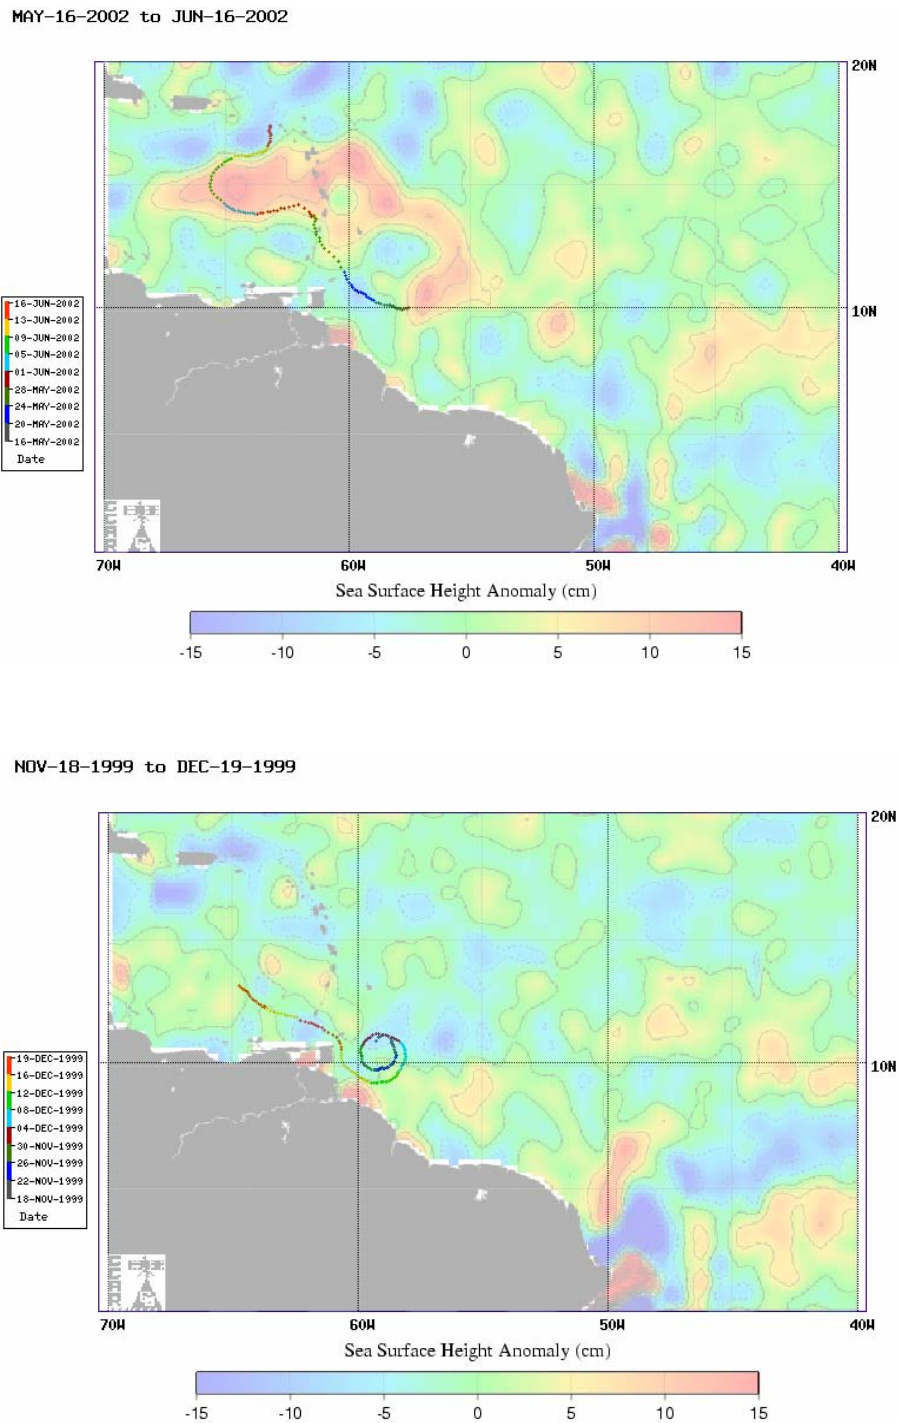 MAY-16-2002 to JUN-16-2002
20N
16-JUN-2002
13-JUN-2002
09-JUN-2002
05-JUN-2002
01-JUN-2002
28-MAY-2002
24-MAY-2002
20-MAY-2002
16-MAY-2002
Date
10N
70W 60W 50W 40W
Sea Surface Height Anomaly (cm)
-15 -10 -5 0 5 10 15
NOV-18-1999 to DEC-19-1999
20N
19-DEC-1999
16-DEC-1999
12-DEC-1999
08-DEC-1999
04-DEC-1999
30-NOV-1999
26-NOV-1999
22-NOV-1999
18-NOV-1999
Date
10N
70W 60W 50W 40W
Sea Surface Height Anomaly (cm)
-15 -10 -5 0 5 10 15